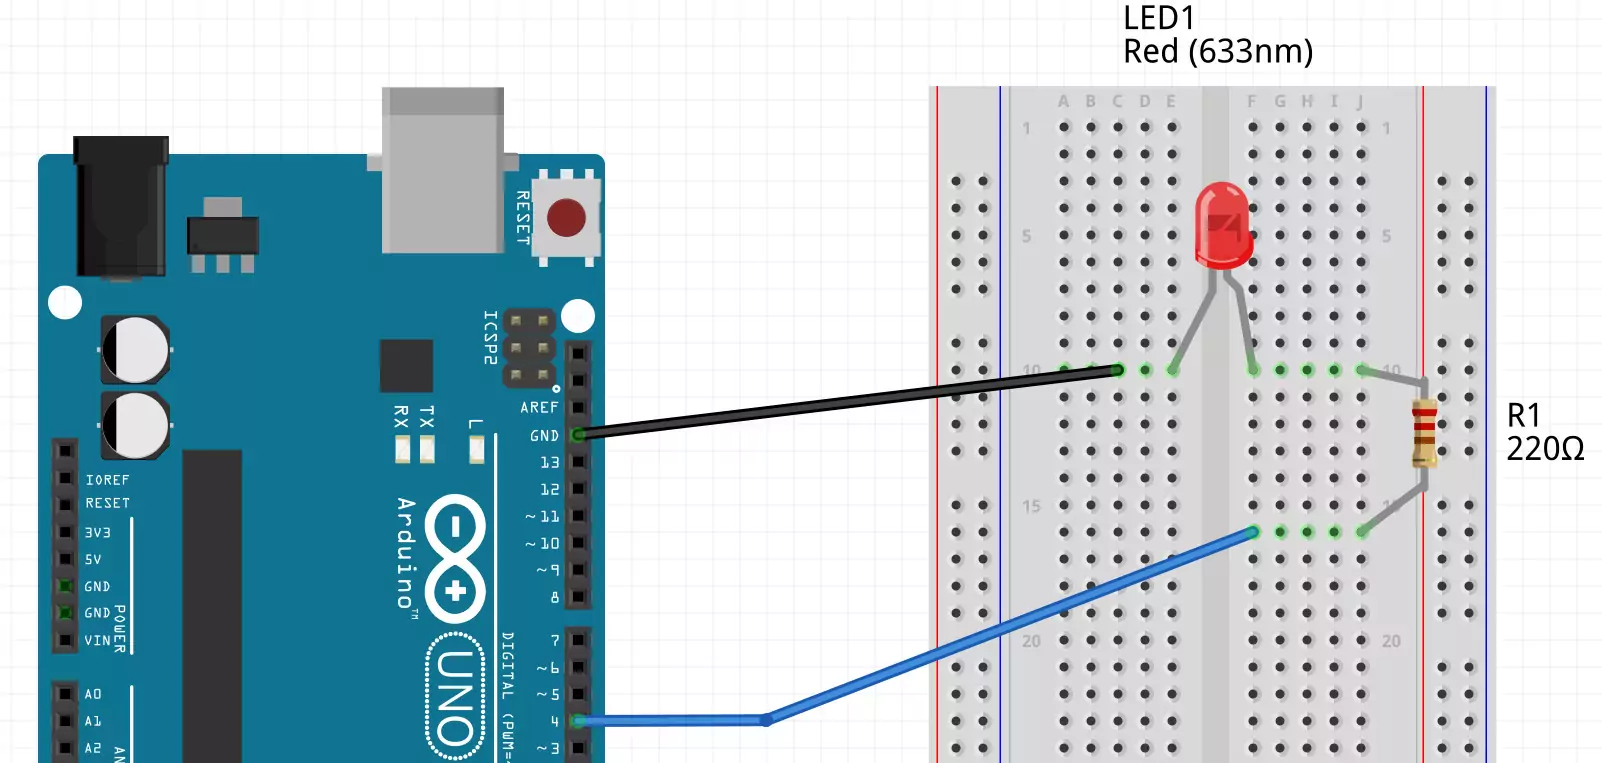 LED1
Red (633nm)
A B C D E F G H I J
1 1
5 5
10 10
15
20 20
R1
220Ω
RESET
ICSP2
AREF
GND
13
12
~11
~10
~9
8
7
~6
~5
4
~3
RX
TX
L
Arduino™
UNO
DIGITAL (PWM=
IOREF
RESET
3V3
5V
GND
GND
VIN
POWER
A0
A1
A2
AN